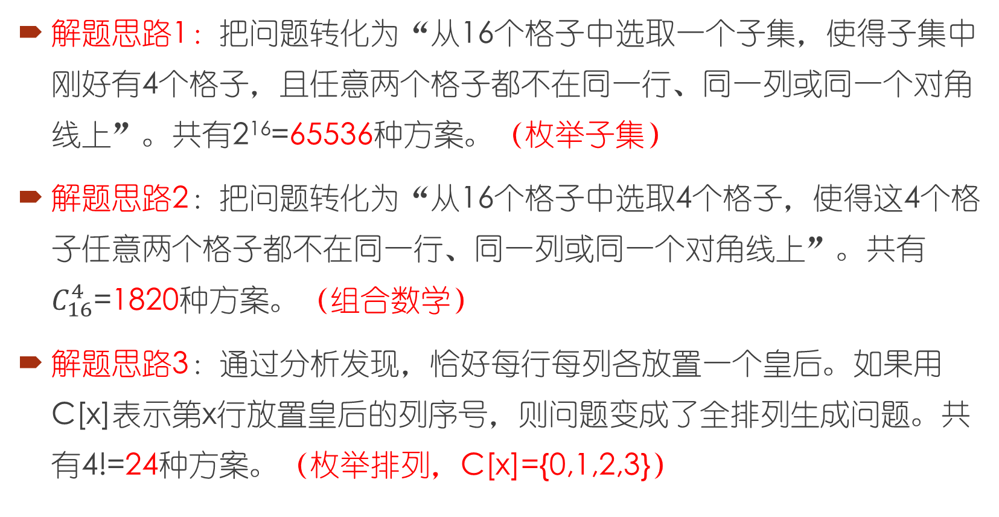 解题思路1：把问题转化为“从16个格子中选取一个子集，使得子集中
刚好有4个格子，且任意两个格子都不在同一行、同一列或同一个对角
线上”。共有2¹⁶=65536种方案。（枚举子集）
解题思路2：把问题转化为“从16个格子中选取4个格子，使得这4个格
子任意两个格子都不在同一行、同一列或同一个对角线上”。共有
𝐶₁₆⁴=1820种方案。（组合数学）
解题思路3：通过分析发现，恰好每行每列各放置一个皇后。如果用
C[x]表示第x行放置皇后的列序号，则问题变成了全排列生成问题。共
有4!=24种方案。（枚举排列，C[x]={0,1,2,3}）